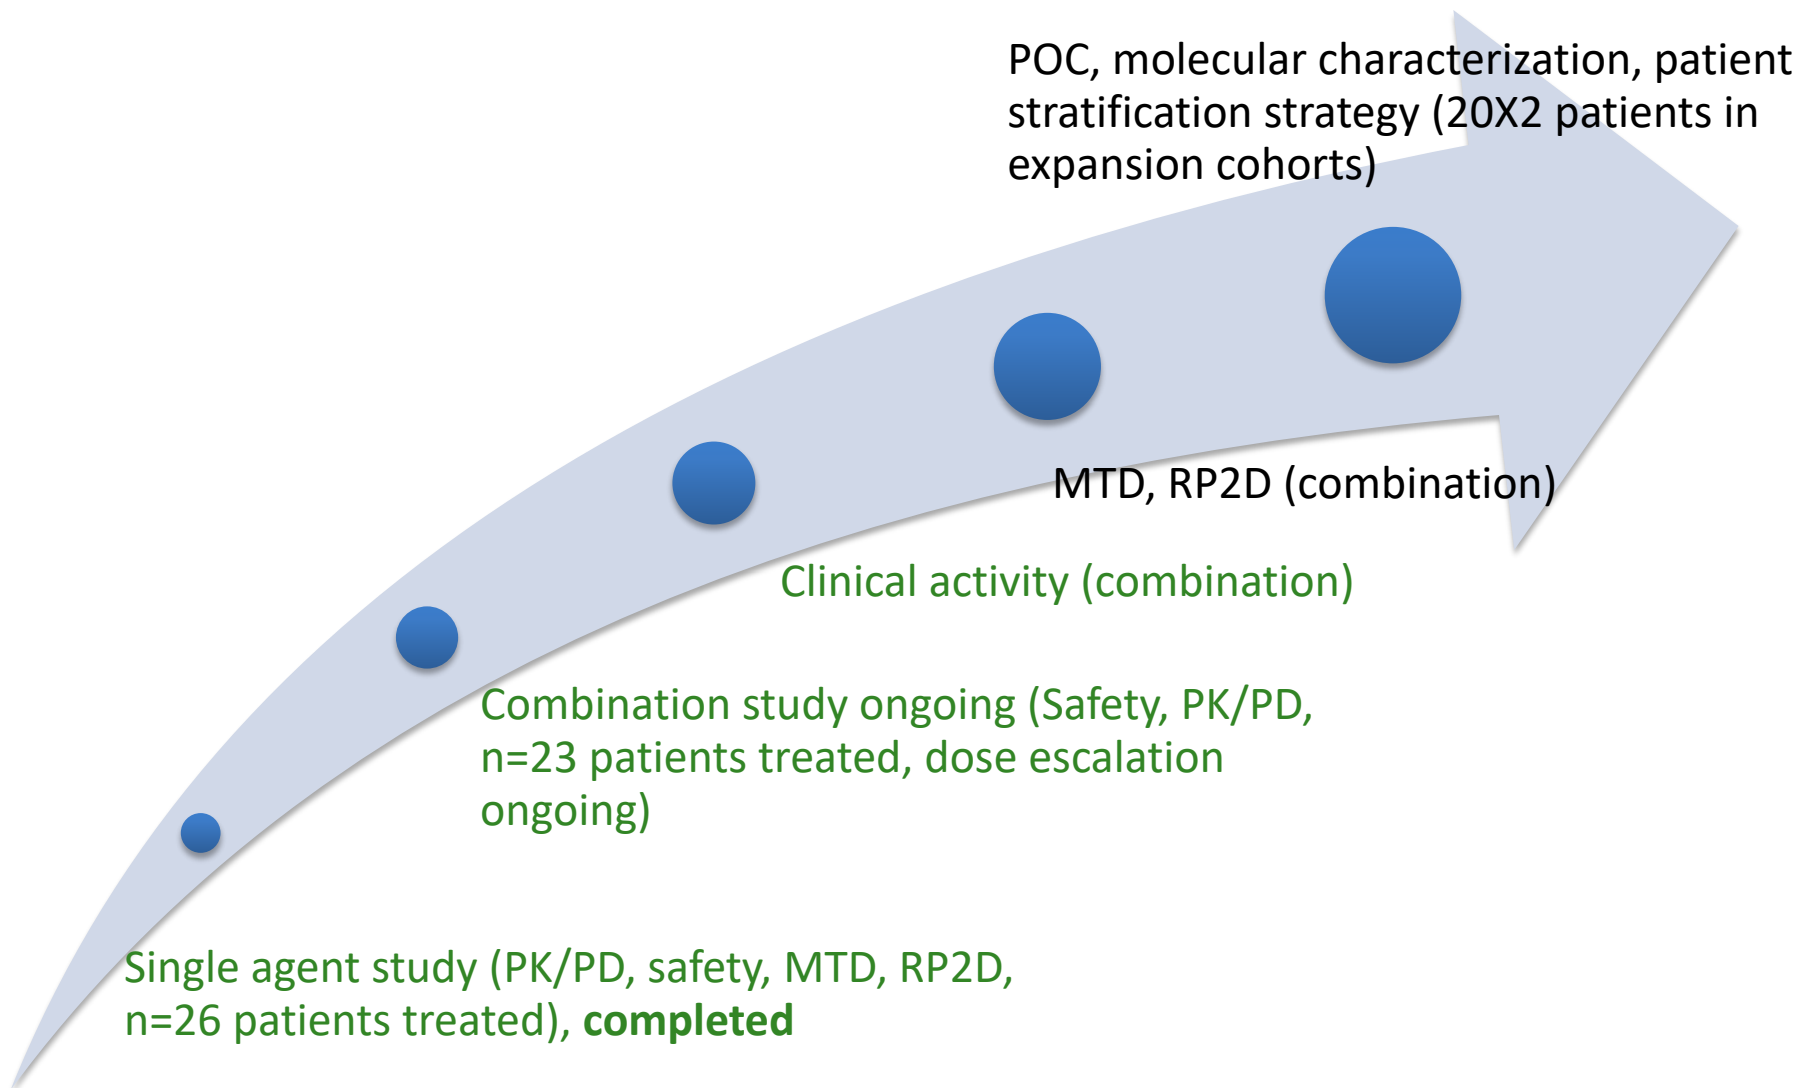 POC, molecular characterization, patient
stratification strategy (20X2 patients in
expansion cohorts)
MTD, RP2D (combination)
Clinical activity (combination)
Combination study ongoing (Safety, PK/PD,
n=23 patients treated, dose escalation
ongoing)
Single agent study (PK/PD, safety, MTD, RP2D,
n=26 patients treated), completed